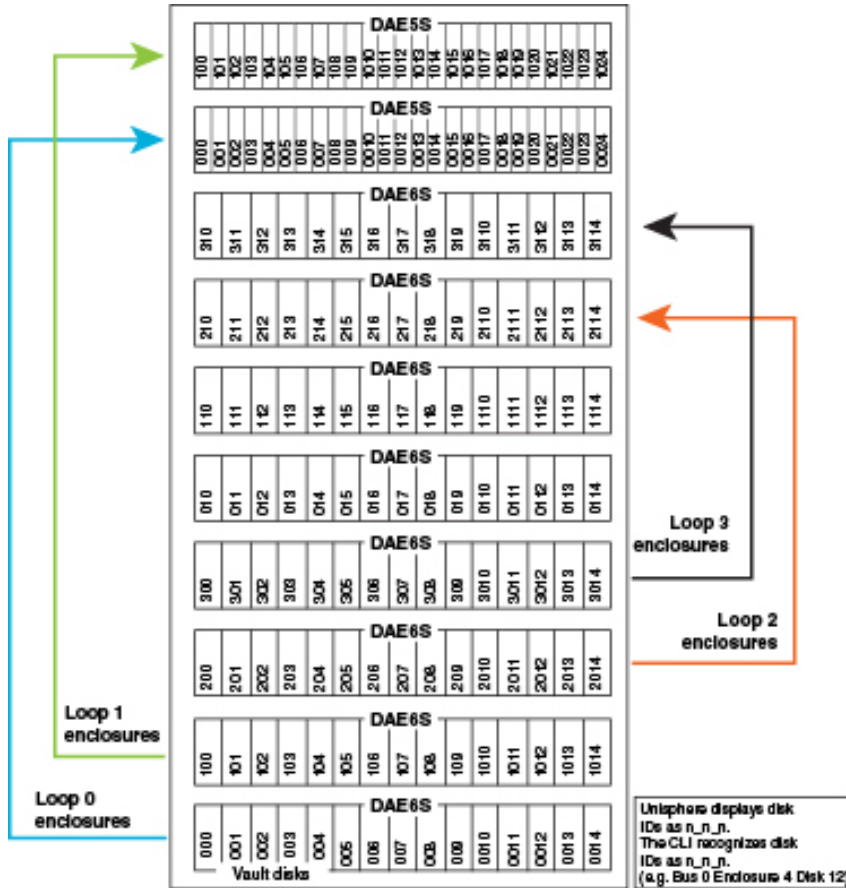 DAE5S
100 101 102 103 104 105 106 107 108 109 1010 1011 1012 1013 1014 1015 1016 1017 1018 1019 1020 1021 1022 1023 1024
DAE5S
000 001 002 003 004 005 006 007 008 009 0010 0011 0012 0013 0014 0015 0016 0017 0018 0019 0020 0021 0022 0023 0024
DAE6S
310 311 312 313 314 315 316 317 318 319 3110 3111 3112 3113 3114
DAE6S
210 211 212 213 214 215 216 217 218 219 2110 2111 2112 2113 2114
DAE6S
110 111 112 113 114 115 116 117 118 119 1110 1111 1112 1113 1114
DAE6S
010 011 012 013 014 015 016 017 018 019 0110 0111 0112 0113 0114
Loop 3
enclosures
DAE6S
300 301 302 303 304 305 306 307 308 309 3010 3011 3012 3013 3014
Loop 2
enclosures
DAE6S
200 201 202 203 204 205 206 207 208 209 2010 2011 2012 2013 2014
Loop 1
enclosures
DAE6S
100 101 102 103 104 105 106 107 108 109 1010 1011 1012 1013 1014
Loop 0
enclosures
DAE6S
000 001 002 003 004 005 006 007 008 009 0010 0011 0012 0013 0014
Vault disks
Unisphere displays disk
IDs as n_n_n.
The CLI recognizes disk
IDs as n_n_n.
(e.g. Bus 0 Enclosure 4 Disk 12)